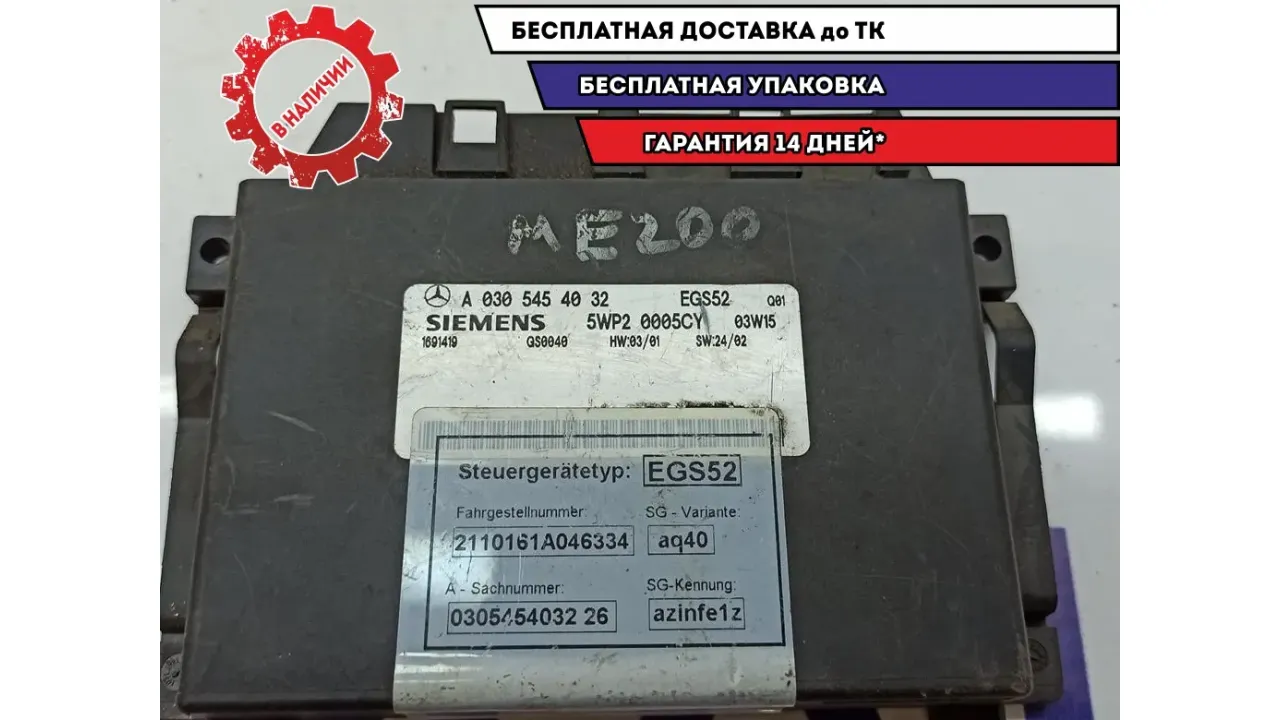 В НАЛИЧИИ
БЕСПЛАТНАЯ ДОСТАВКА до ТК
БЕСПЛАТНАЯ УПАКОВКА
ГАРАНТИЯ 14 ДНЕЙ*
ME200
A 030 545 40 32 EGS52 Q01
SIEMENS 5WP2 0005CY 03W15
1691419 GS0040 HW:03/01 SW:24/02
Steuergerätetyp: EGS52
Fahrgestellnummer: SG - Variante:
2110161A046334 aq40
A - Sachnummer: SG-Kennung:
0305454032 26 azinfe1z